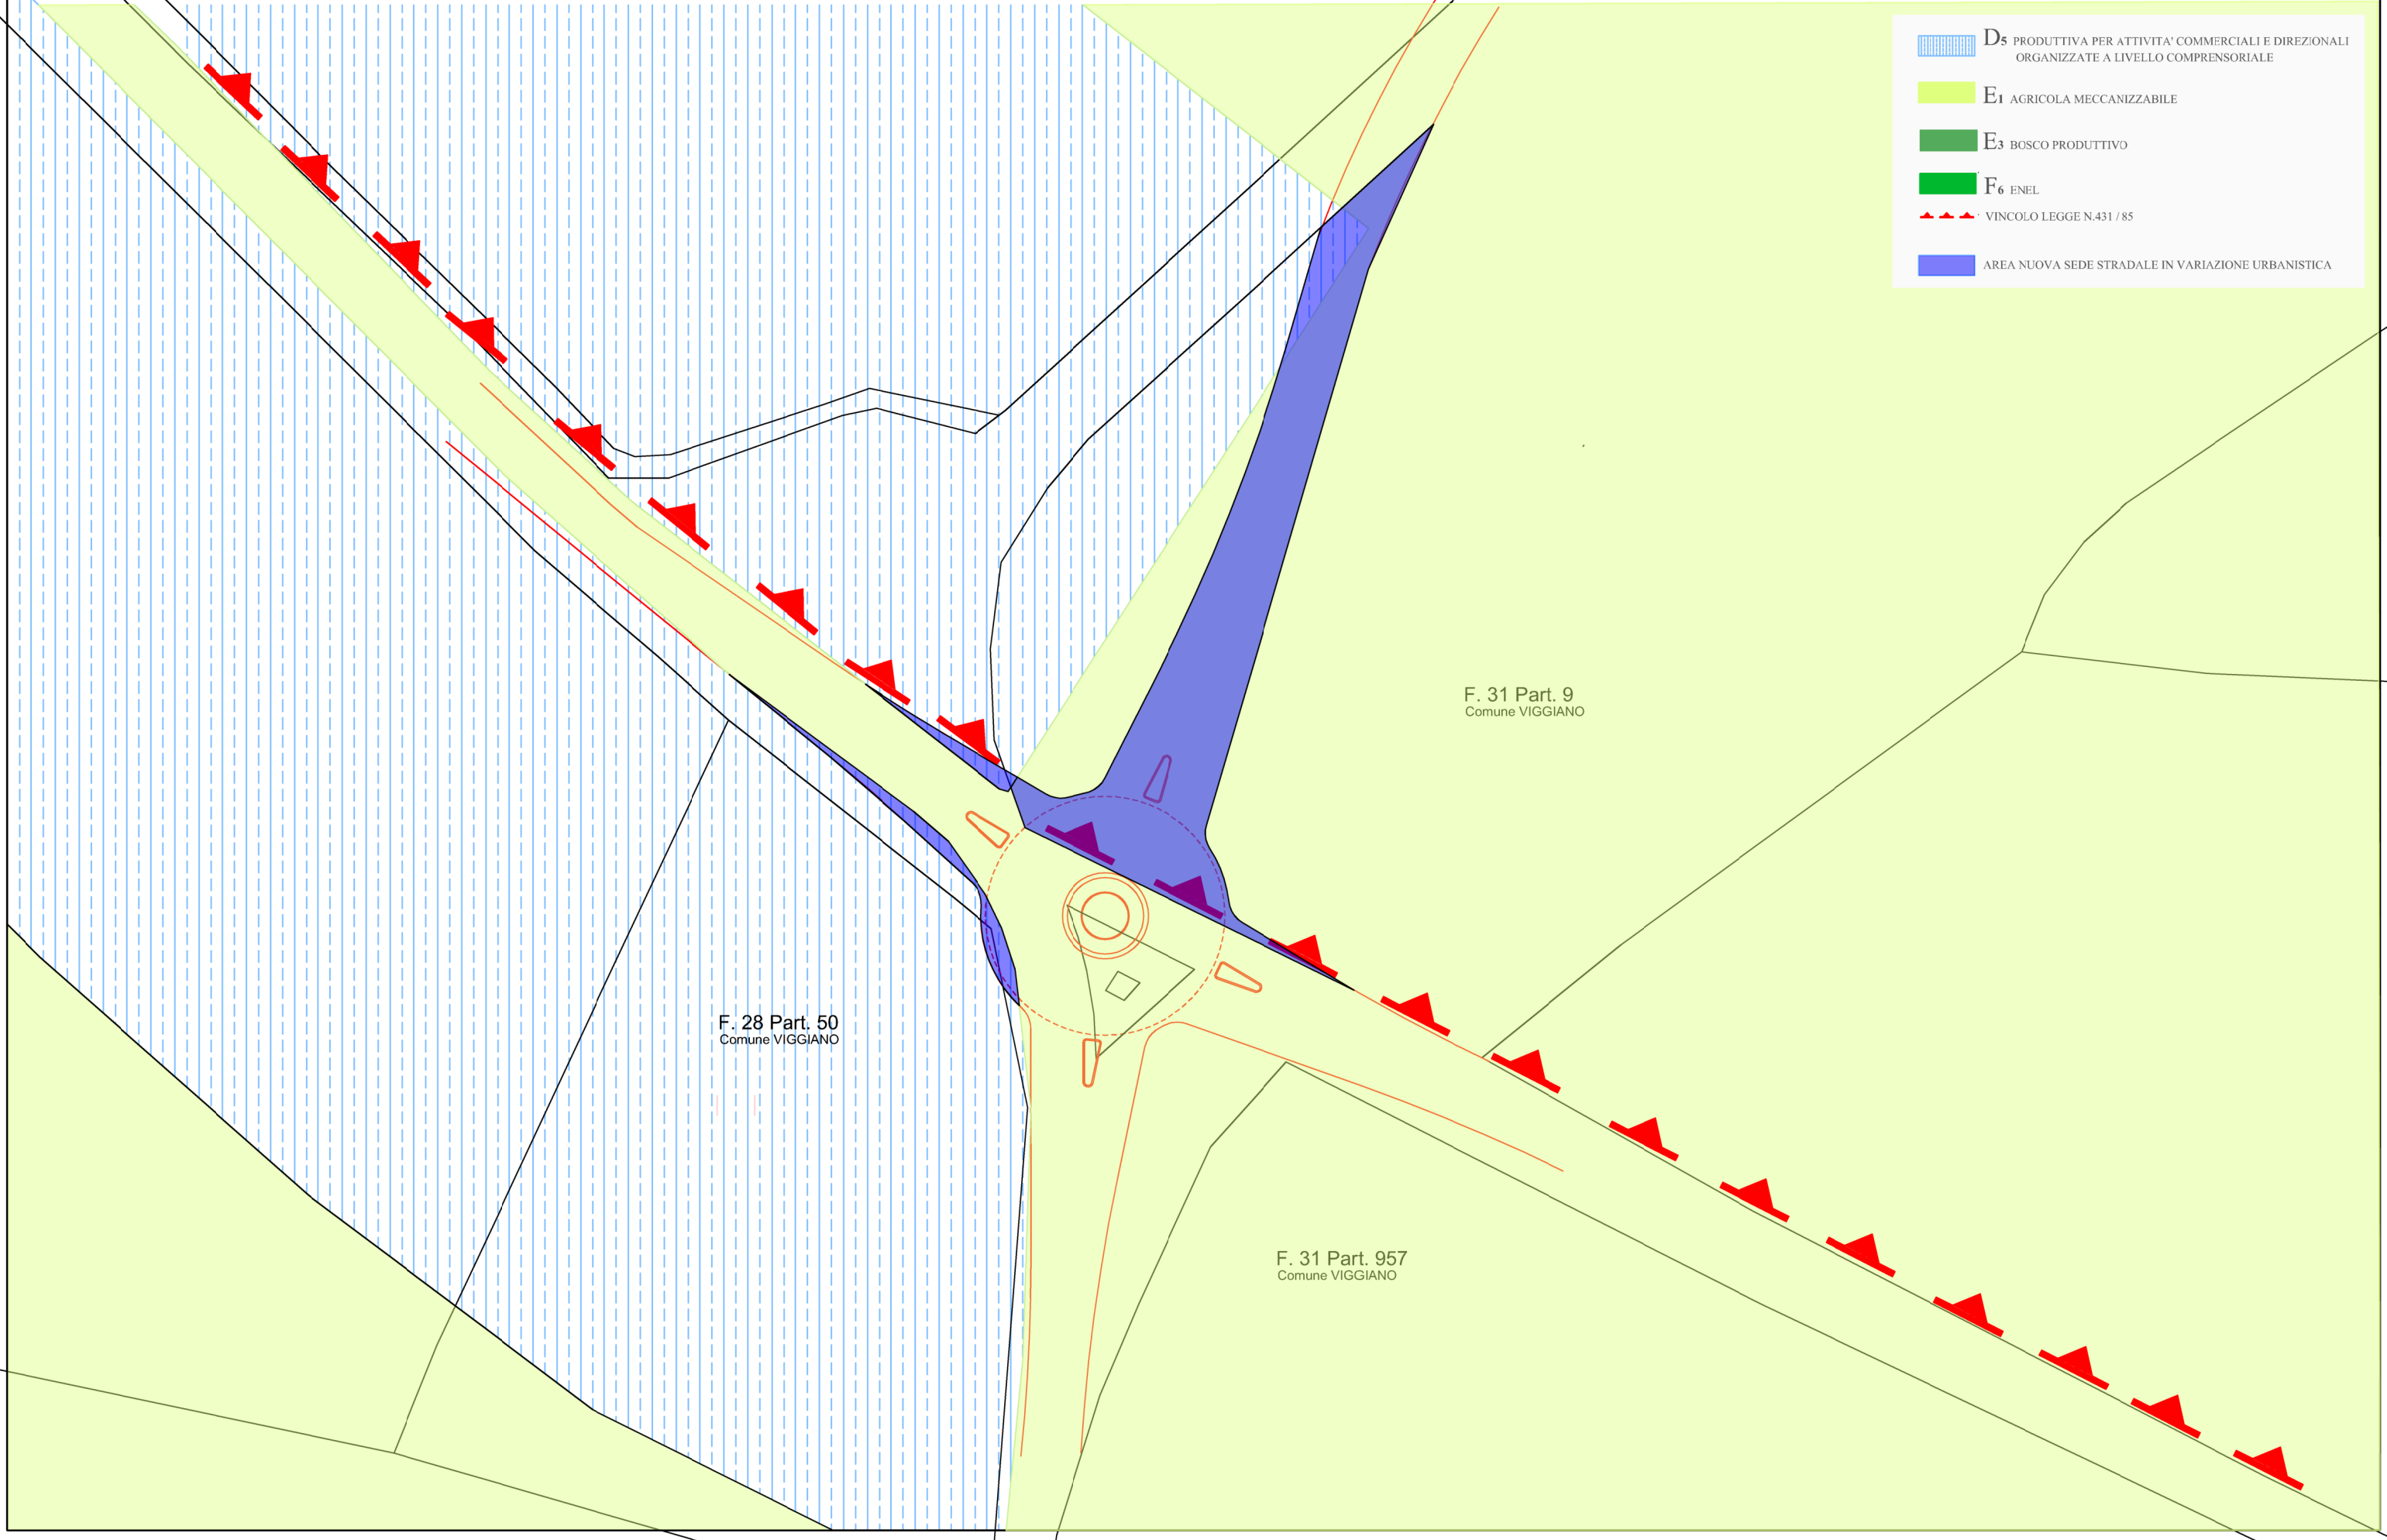 D5 PRODUTTIVA PER ATTIVITA' COMMERCIALI E DIREZIONALI
ORGANIZZATE A LIVELLO COMPRENSORIALE
E1 AGRICOLA MECCANIZZABILE
E3 BOSCO PRODUTTIVO
F6 ENEL
VINCOLO LEGGE N.431 / 85
AREA NUOVA SEDE STRADALE IN VARIAZIONE URBANISTICA
F. 31 Part. 9
Comune VIGGIANO
F. 28 Part. 50
Comune VIGGIANO
F. 31 Part. 957
Comune VIGGIANO